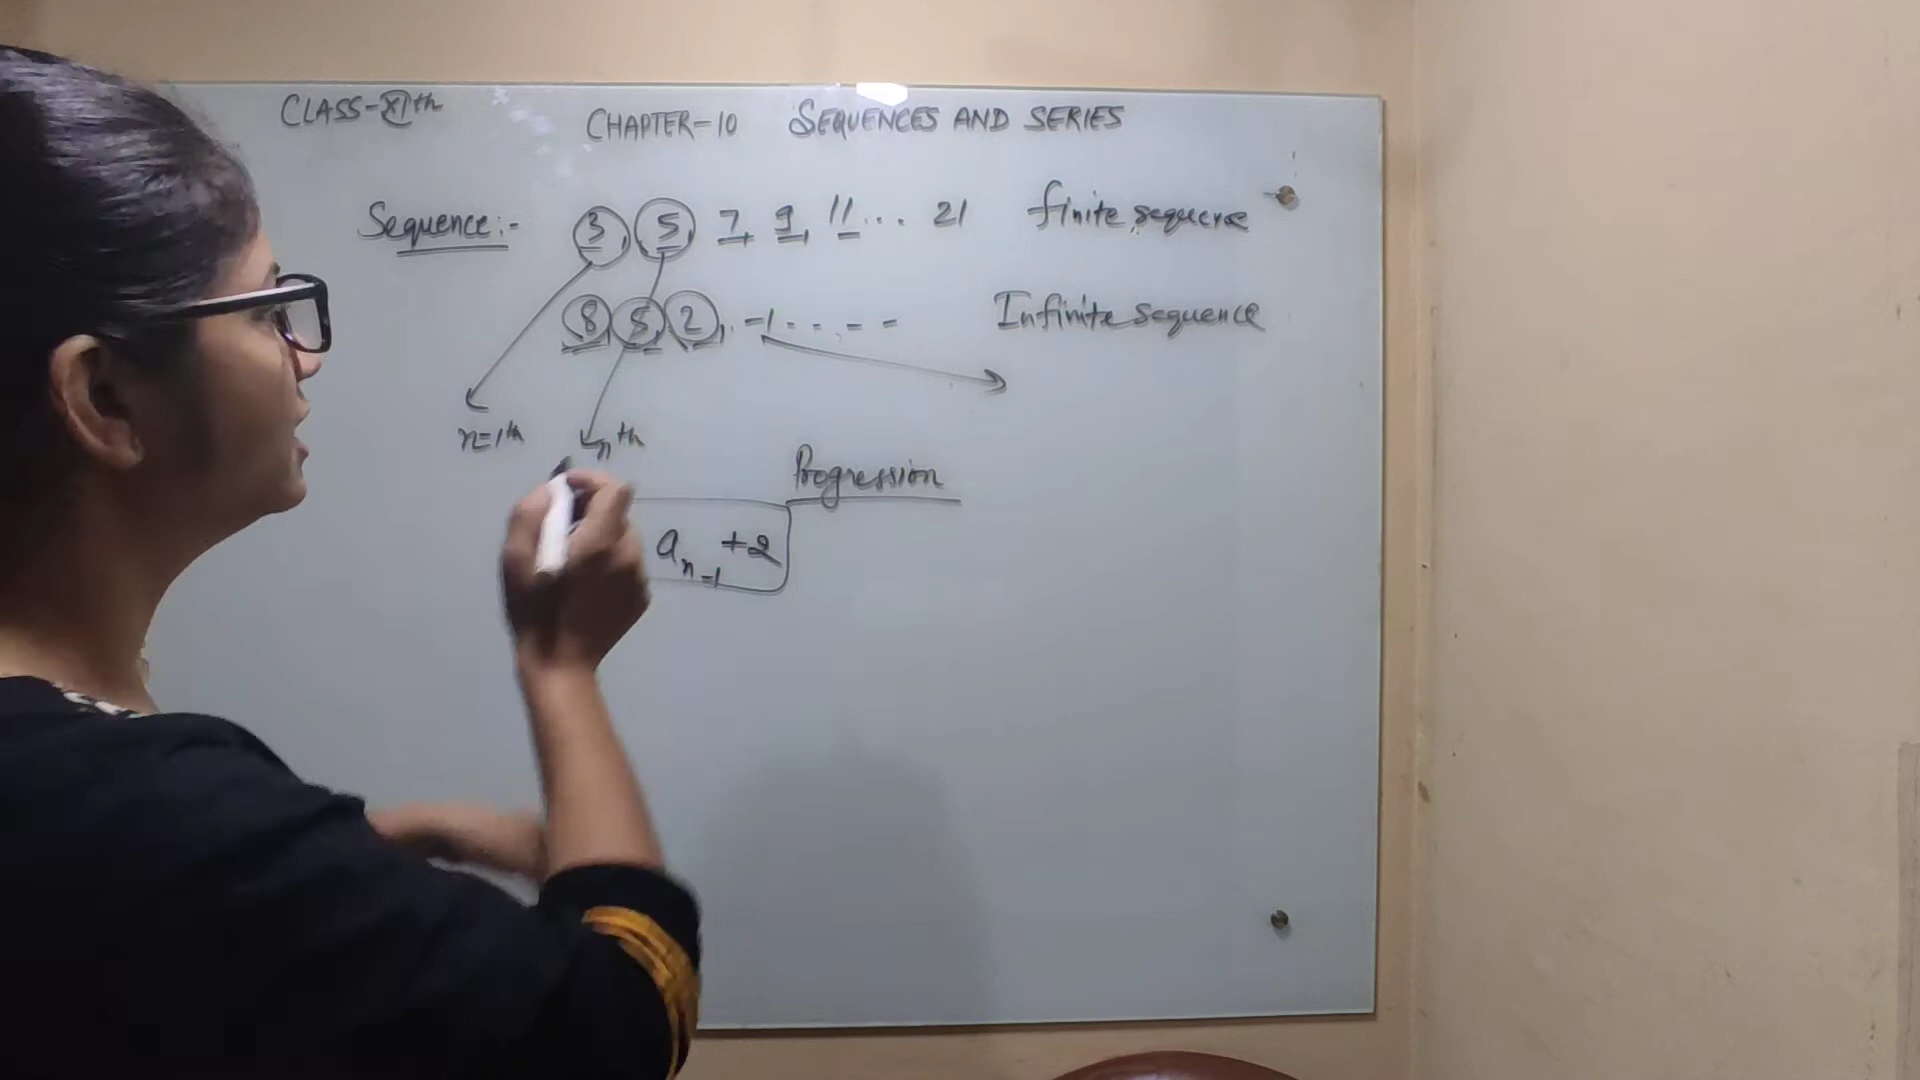 CLASS-XIth
CHAPTER-10 SEQUENCES AND SERIES
Sequence:- 3, 5, 7, 9, 11... 21 finite sequence
8, 5, 2, -1 - - - - Infinite sequence
n=1th nth
Progression
a n-1 +2